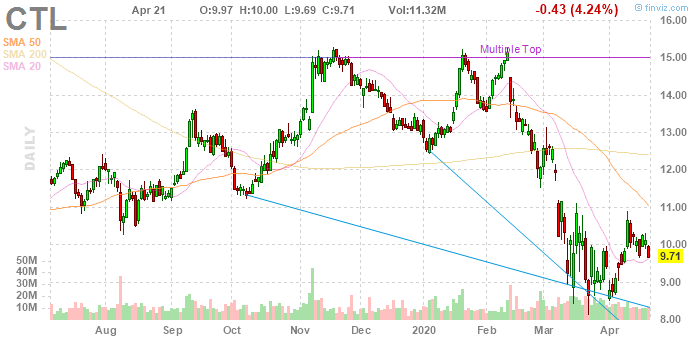 CTL Apr 21 O:9.97 H:10.00 L:9.69 C:9.71 Vol:11.32M -0.43 (4.24%)
© finviz.com
SMA 50
SMA 200
SMA 20
DAILY
Multiple Top
16.00
15.00
14.00
13.00
12.00
11.00
10.00
9.71
9.00
8.00
50M
40M
30M
20M
10M
Aug Sep Oct Nov Dec 2020 Feb Mar Apr